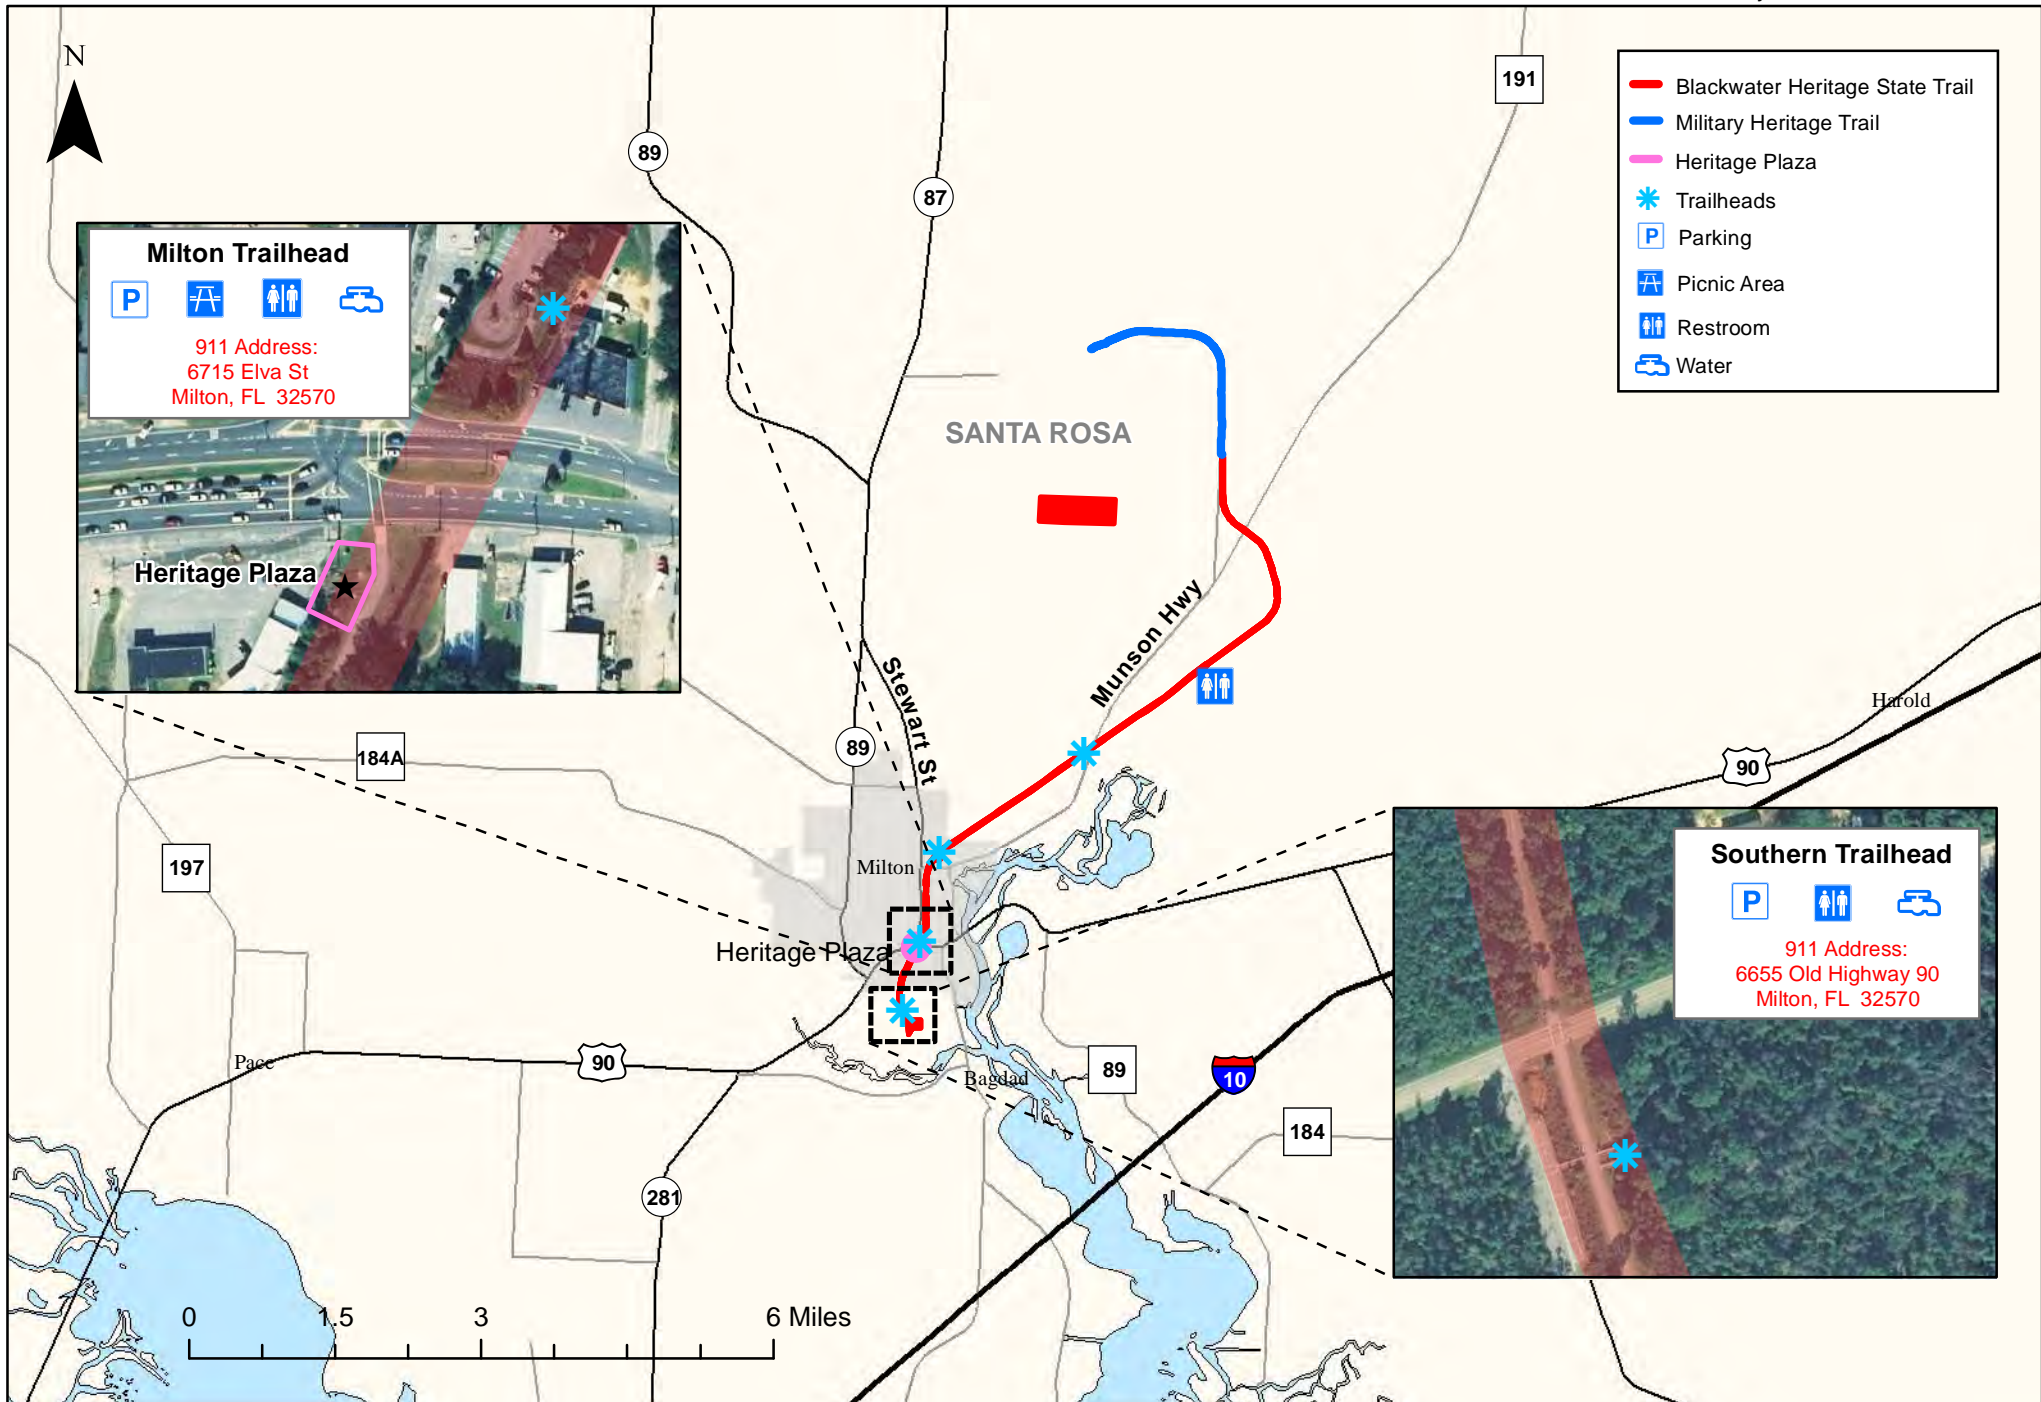 N
191
89
87
Blackwater Heritage State Trail
Military Heritage Trail
Heritage Plaza
Trailheads
P Parking
Picnic Area
Restroom
Water
Milton Trailhead
P
911 Address:
6715 Elva St
Milton, FL 32570
Heritage Plaza
SANTA ROSA
Munson Hwy
Stewart St
89
184A
197
Harold
90
Milton
Heritage Plaza
Southern Trailhead
P
911 Address:
6655 Old Highway 90
Milton, FL 32570
Pace
90
Bagdad
89
10
184
281
0 1.5 3 6 Miles